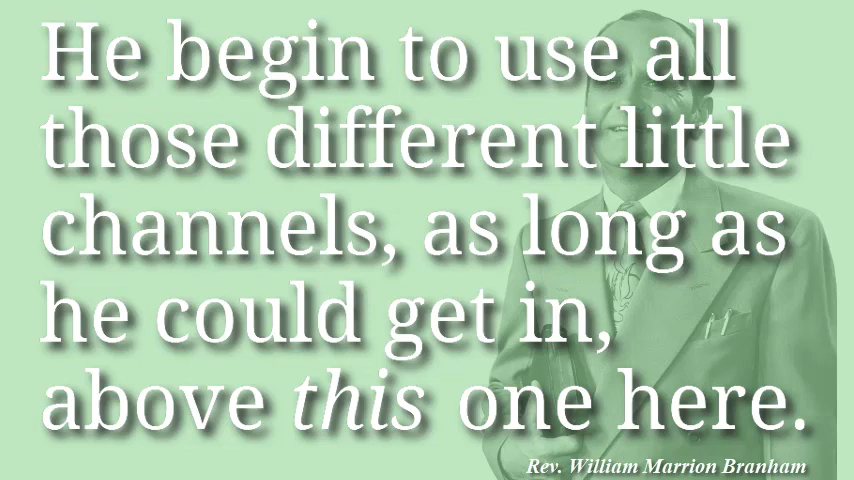 He begin to use all
those different little
channels, as long as
he could get in,
above this one here.
Rev. William Marrion Branham